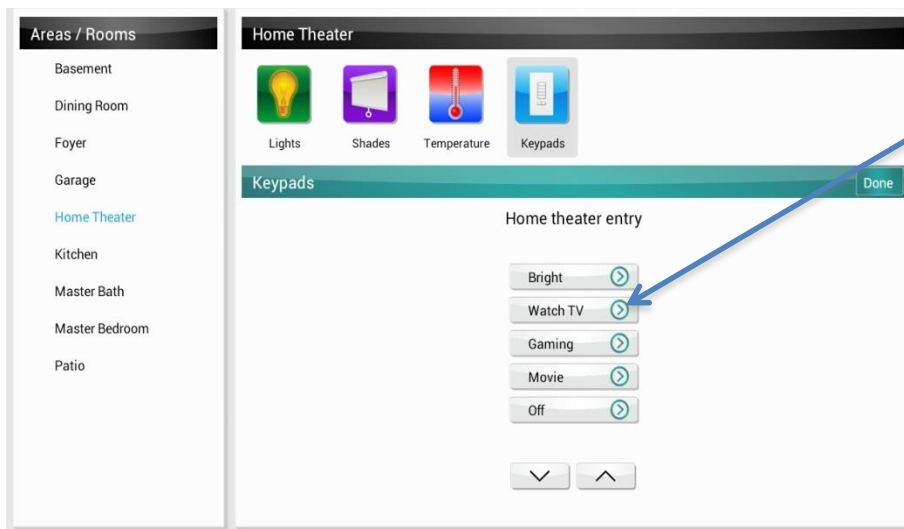 Areas / Rooms
Basement
Dining Room
Foyer
Garage
Home Theater
Kitchen
Master Bath
Master Bedroom
Patio
Home Theater
Lights Shades Temperature Keypads
Keypads Done
Home theater entry
Bright
Watch TV
Gaming
Movie
Off